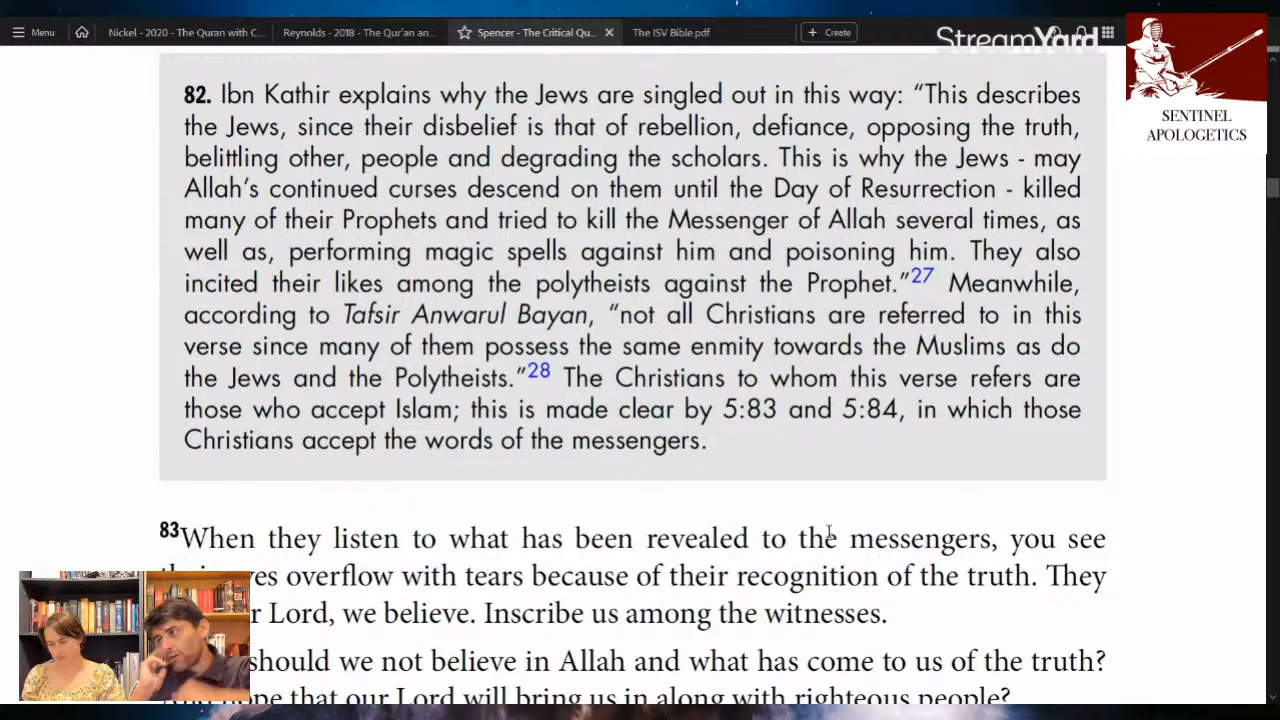 Menu
Nickel - 2020 - The Quran with C...
Reynolds - 2018 - The Qur'an an...
Spencer - The Critical Qu...
The ISV Bible.pdf
+ Create
StreamYard
SENTINEL
APOLOGETICS
82. Ibn Kathir explains why the Jews are singled out in this way: “This describes
the Jews, since their disbelief is that of rebellion, defiance, opposing the truth,
belittling other, people and degrading the scholars. This is why the Jews - may
Allah’s continued curses descend on them until the Day of Resurrection - killed
many of their Prophets and tried to kill the Messenger of Allah several times, as
well as, performing magic spells against him and poisoning him. They also
incited their likes among the polytheists against the Prophet.”27 Meanwhile,
according to Tafsir Anwarul Bayan, “not all Christians are referred to in this
verse since many of them possess the same enmity towards the Muslims as do
the Jews and the Polytheists.”28 The Christians to whom this verse refers are
those who accept Islam; this is made clear by 5:83 and 5:84, in which those
Christians accept the words of the messengers.
83When they listen to what has been revealed to the messengers, you see
overflow with tears because of their recognition of the truth. They
Lord, we believe. Inscribe us among the witnesses.
should we not believe in Allah and what has come to us of the truth?
that our Lord will bring us in along with righteous people?